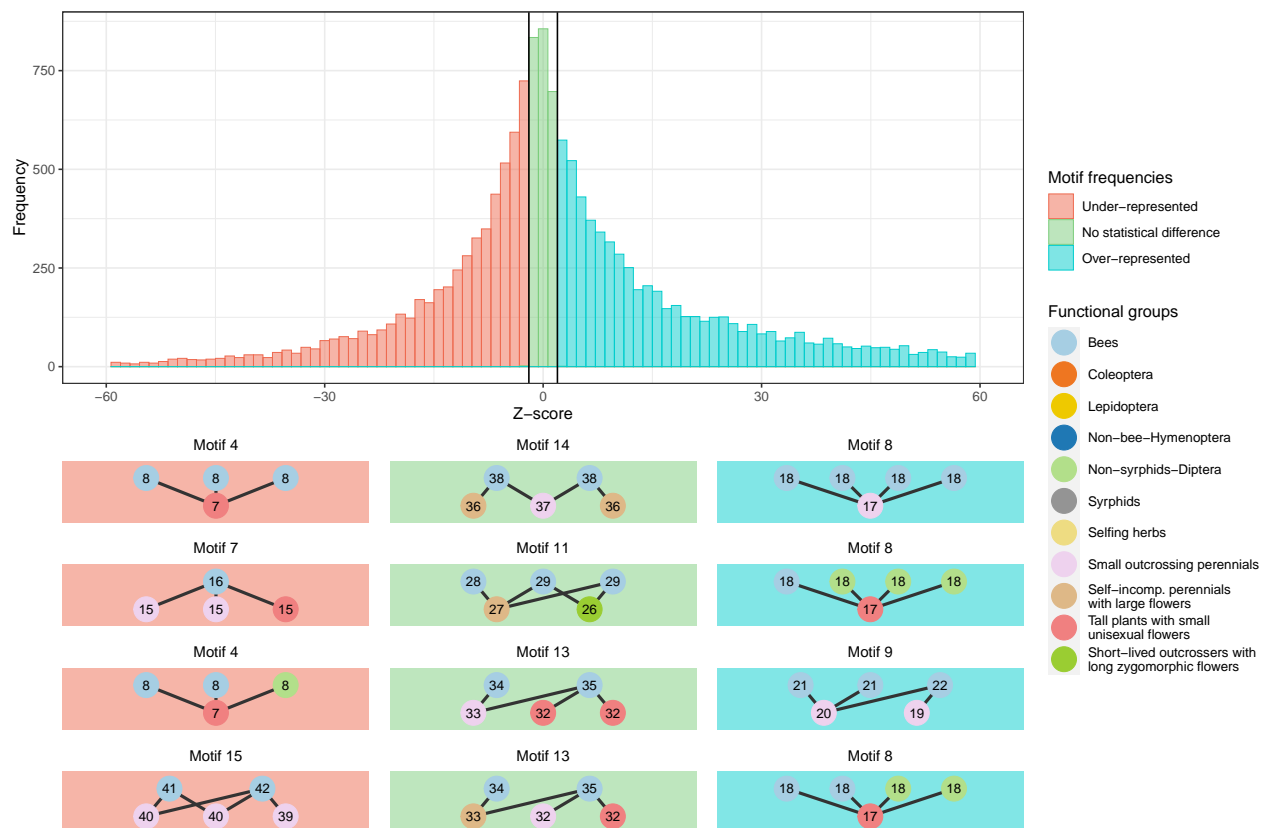 750
500
250
0
Frequency
−60
−30
0
30
60
Z−score
Motif frequencies
Under−represented
No statistical difference
Over−represented
Functional groups
Bees
Coleoptera
Lepidoptera
Non−bee−Hymenoptera
Non−syrphids−Diptera
Syrphids
Selfing herbs
Small outcrossing perennials
Self−incomp. perennials
with large flowers
Tall plants with small
unisexual flowers
Short−lived outcrossers with
long zygomorphic flowers
Motif 4
8 8 8
7
Motif 14
38 38
36 37 36
Motif 8
18 18 18 18
17
Motif 7
16
15 15 15
Motif 11
28 29 29
27 26
Motif 8
18 18 18 18
17
Motif 4
8 8 8
7
Motif 13
34 35
33 32 32
Motif 9
21 21 22
20 19
Motif 15
41 42
40 40 39
Motif 13
34 35
33 32 32
Motif 8
18 18 18 18
17